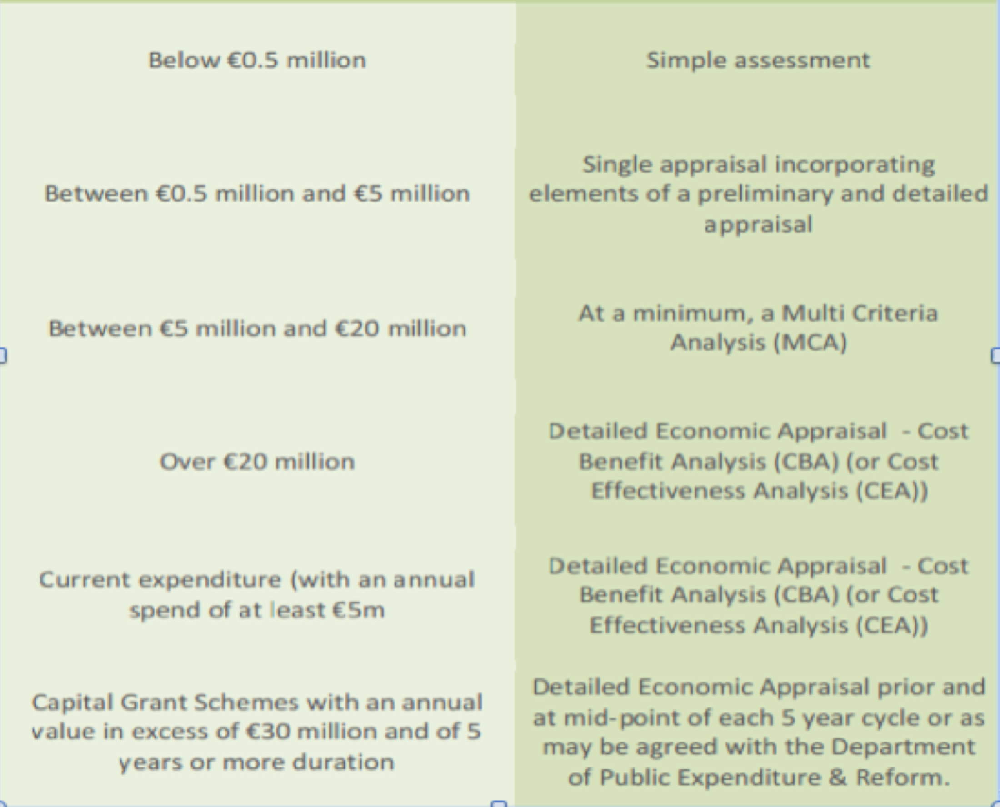 Below €0.5 million
Simple assessment
Between €0.5 million and €5 million
Single appraisal incorporating
elements of a preliminary and detailed
appraisal
Between €5 million and €20 million
At a minimum, a Multi Criteria
Analysis (MCA)
Over €20 million
Detailed Economic Appraisal - Cost
Benefit Analysis (CBA) (or Cost
Effectiveness Analysis (CEA))
Current expenditure (with an annual
spend of at least €5m
Detailed Economic Appraisal - Cost
Benefit Analysis (CBA) (or Cost
Effectiveness Analysis (CEA))
Capital Grant Schemes with an annual
value in excess of €30 million and of 5
years or more duration
Detailed Economic Appraisal prior and
at mid-point of each 5 year cycle or as
may be agreed with the Department
of Public Expenditure & Reform.